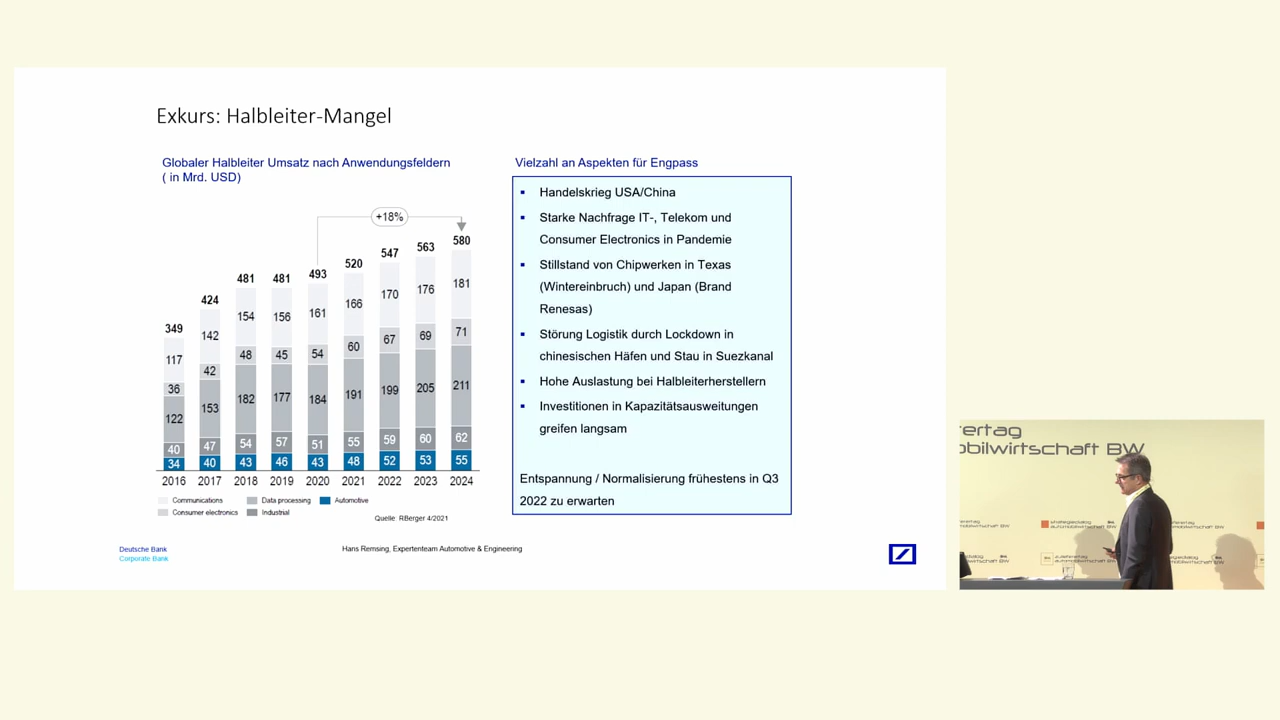 Exkurs: Halbleiter-Mangel
Globaler Halbleiter Umsatz nach Anwendungsfeldern
( in Mrd. USD)
+18%
349 424 481 481 493 520 547 563 580
117 142 154 156 161 166 170 176 181
36 42 48 45 54 60 67 69 71
122 153 182 177 184 191 199 205 211
40 47 54 57 51 55 59 60 62
34 40 43 46 43 48 52 53 55
2016 2017 2018 2019 2020 2021 2022 2023 2024
Communications Data processing Automotive
Consumer electronics Industrial
Quelle: RBerger 4/2021
Vielzahl an Aspekten für Engpass
▪ Handelskrieg USA/China
▪ Starke Nachfrage IT-, Telekom und
Consumer Electronics in Pandemie
▪ Stillstand von Chipwerken in Texas
(Wintereinbruch) und Japan (Brand
Renesas)
▪ Störung Logistik durch Lockdown in
chinesischen Häfen und Stau in Suezkanal
▪ Hohe Auslastung bei Halbleiterherstellern
▪ Investitionen in Kapazitätsausweitungen
greifen langsam
Entspannung / Normalisierung frühestens in Q3
2022 zu erwarten
Deutsche Bank
Corporate Bank
Hans Remsing, Expertenteam Automotive & Engineering
ertag
obilwirtschaft BW